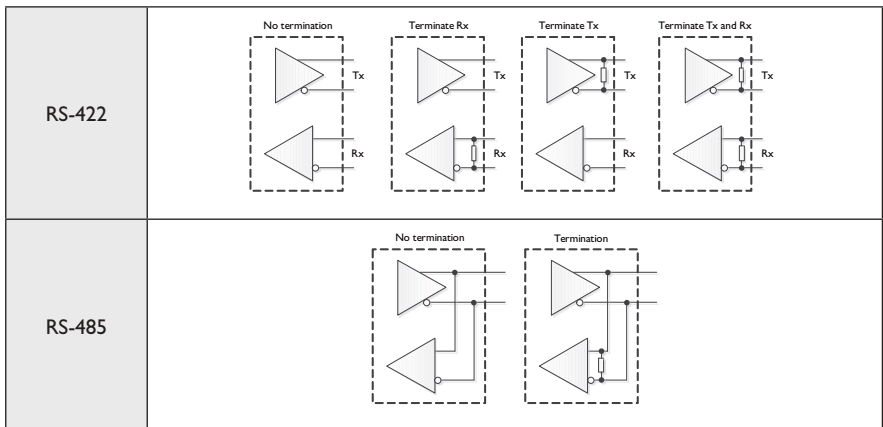 No termination
Terminate Rx
Terminate Tx
Terminate Tx and Rx
Tx
Tx
Tx
Tx
RS-422
Rx
Rx
Rx
Rx
No termination
Termination
RS-485